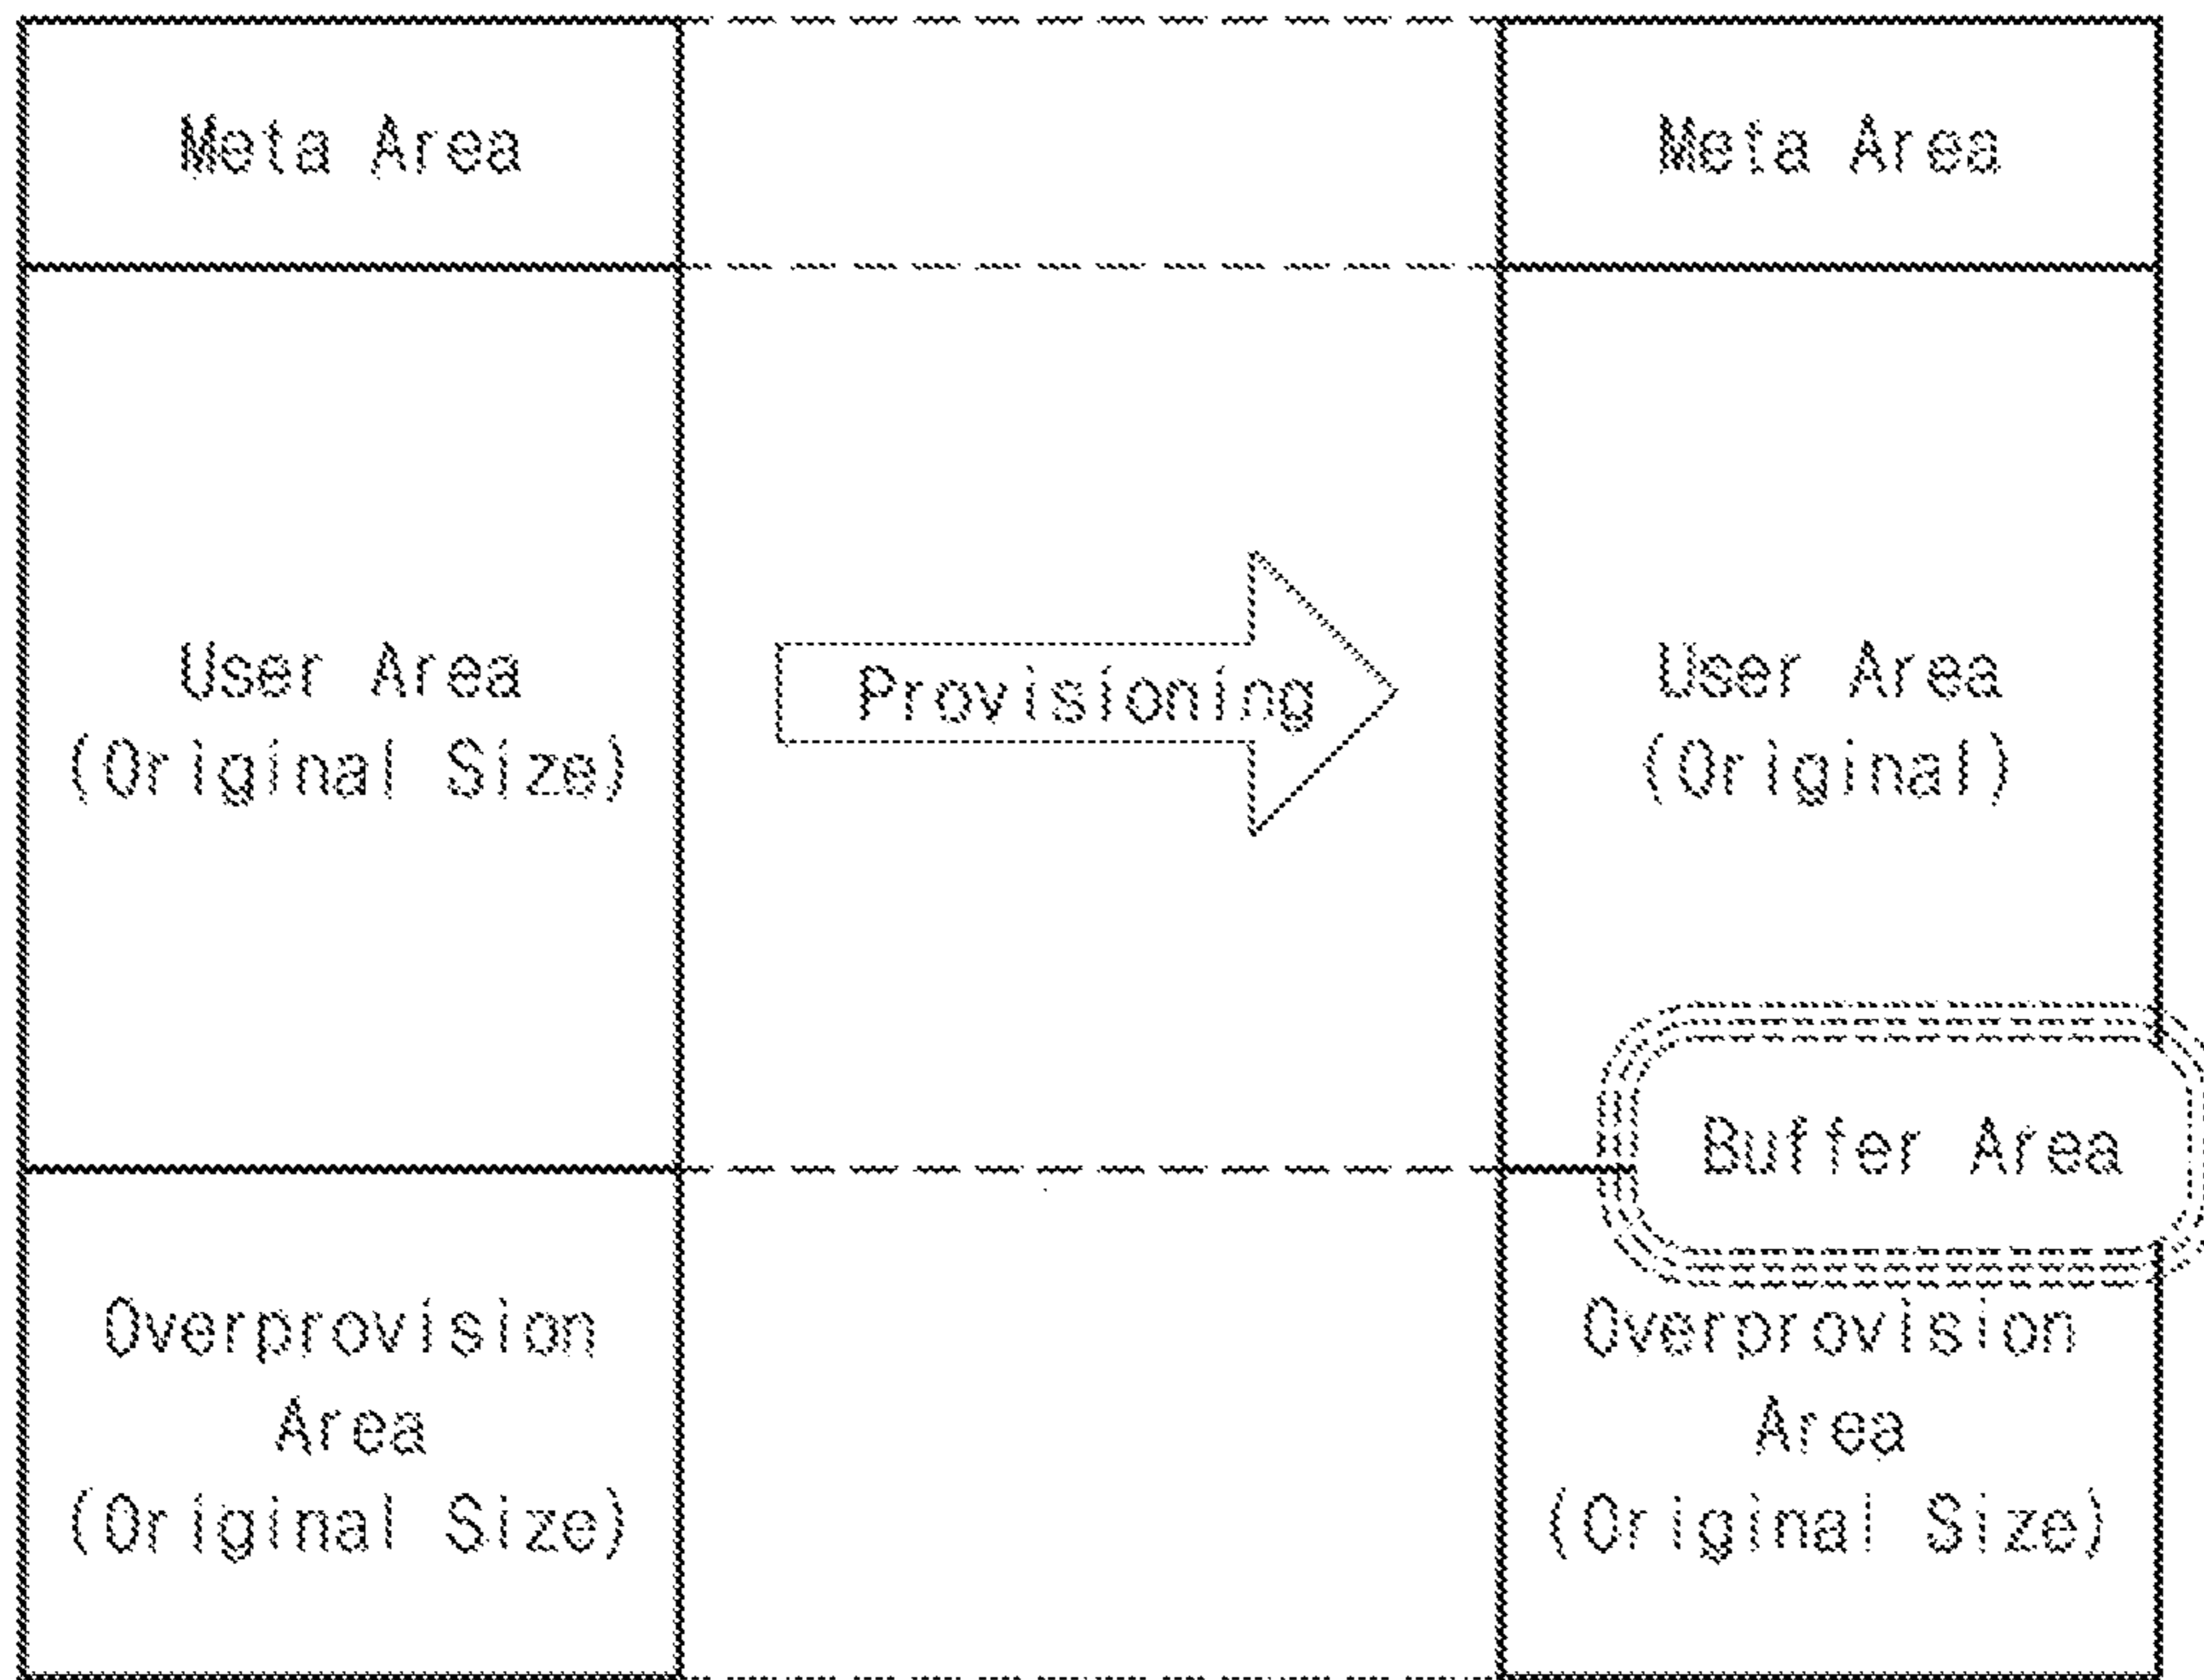 Meta Area
User Area
(Original Size)
Overprovision
Area
(Original Size)
Provisioning
Meta Area
User Area
(Original)
Buffer Area
Overprovision
Area
(Original Size)